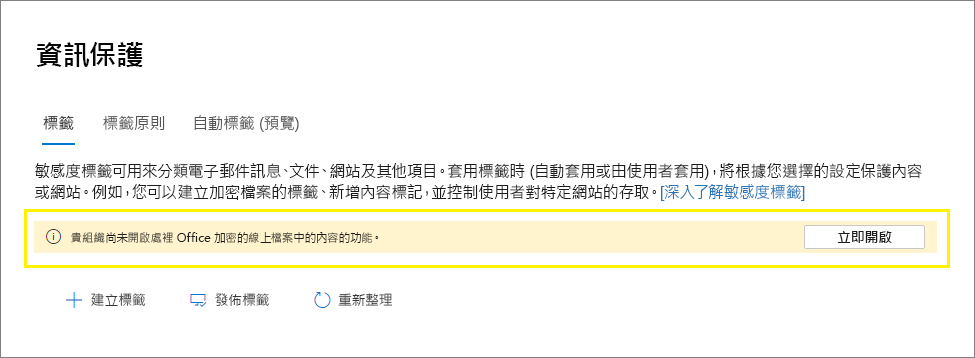 資訊保護
標籤 標籤原則 自動標籤 (預覽)
敏感度標籤可用來分類電子郵件訊息、文件、網站及其他項目。套用標籤時 (自動套用或由使用者套用)，將根據您選擇的設定保護內容
或網站。例如，您可以建立加密檔案的標籤、新增內容標記，並控制使用者對特定網站的存取。[深入了解敏感度標籤]
貴組織尚未開啟處裡 Office 加密的線上檔案中的內容的功能。 立即開啟
建立標籤 發佈標籤 重新整理